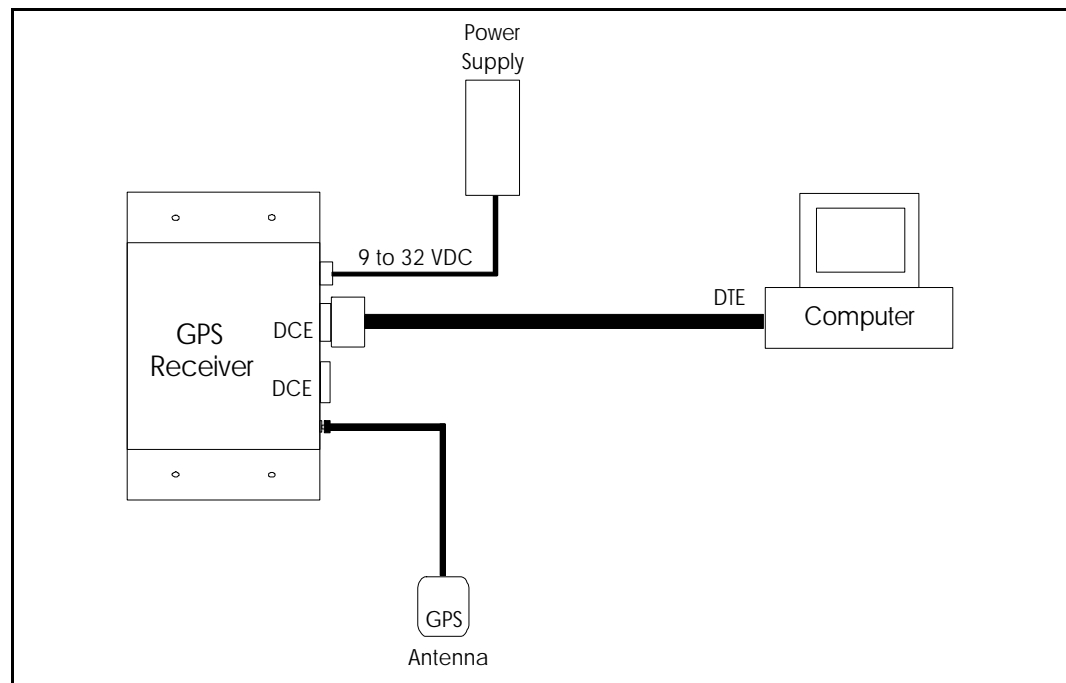 Power
Supply
9 to 32 VDC
DTE
Computer
DCE
GPS
Receiver
DCE
GPS
Antenna